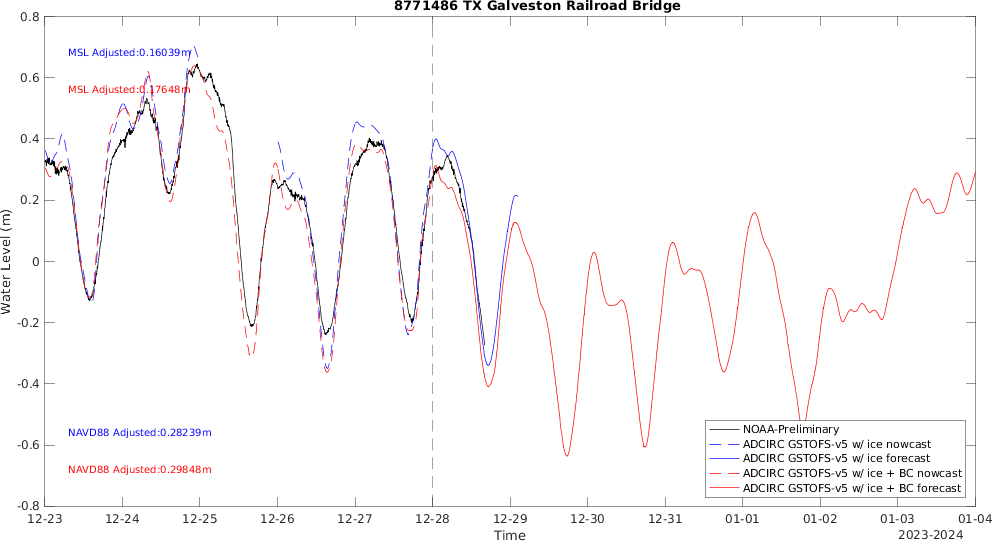 8771486 TX Galveston Railroad Bridge
0.8
0.6
0.4
0.2
0
-0.2
-0.4
-0.6
-0.8
Water Level (m)
MSL Adjusted:0.16039m
MSL Adjusted:0.17648m
NAVD88 Adjusted:0.28239m
NAVD88 Adjusted:0.29848m
NOAA-Preliminary
ADCIRC GSTOFS-v5 w/ ice nowcast
ADCIRC GSTOFS-v5 w/ ice forecast
ADCIRC GSTOFS-v5 w/ ice + BC nowcast
ADCIRC GSTOFS-v5 w/ ice + BC forecast
12-23 12-24 12-25 12-26 12-27 12-28 12-29 12-30 12-31 01-01 01-02 01-03 01-04
Time
2023-2024